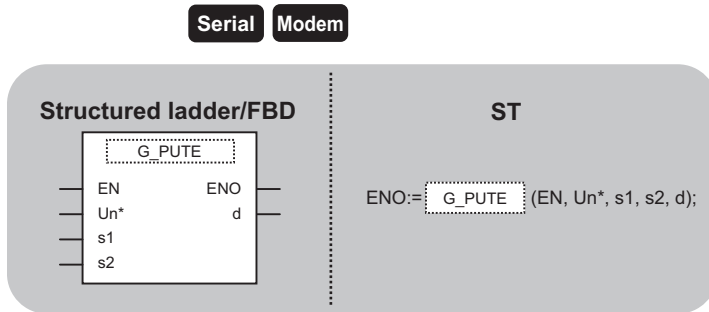 Serial Modem
Structured ladder/FBD
G_PUTE
EN ENO
Un* d
s1
s2
ST
ENO:= G_PUTE (EN, Un*, s1, s2, d);